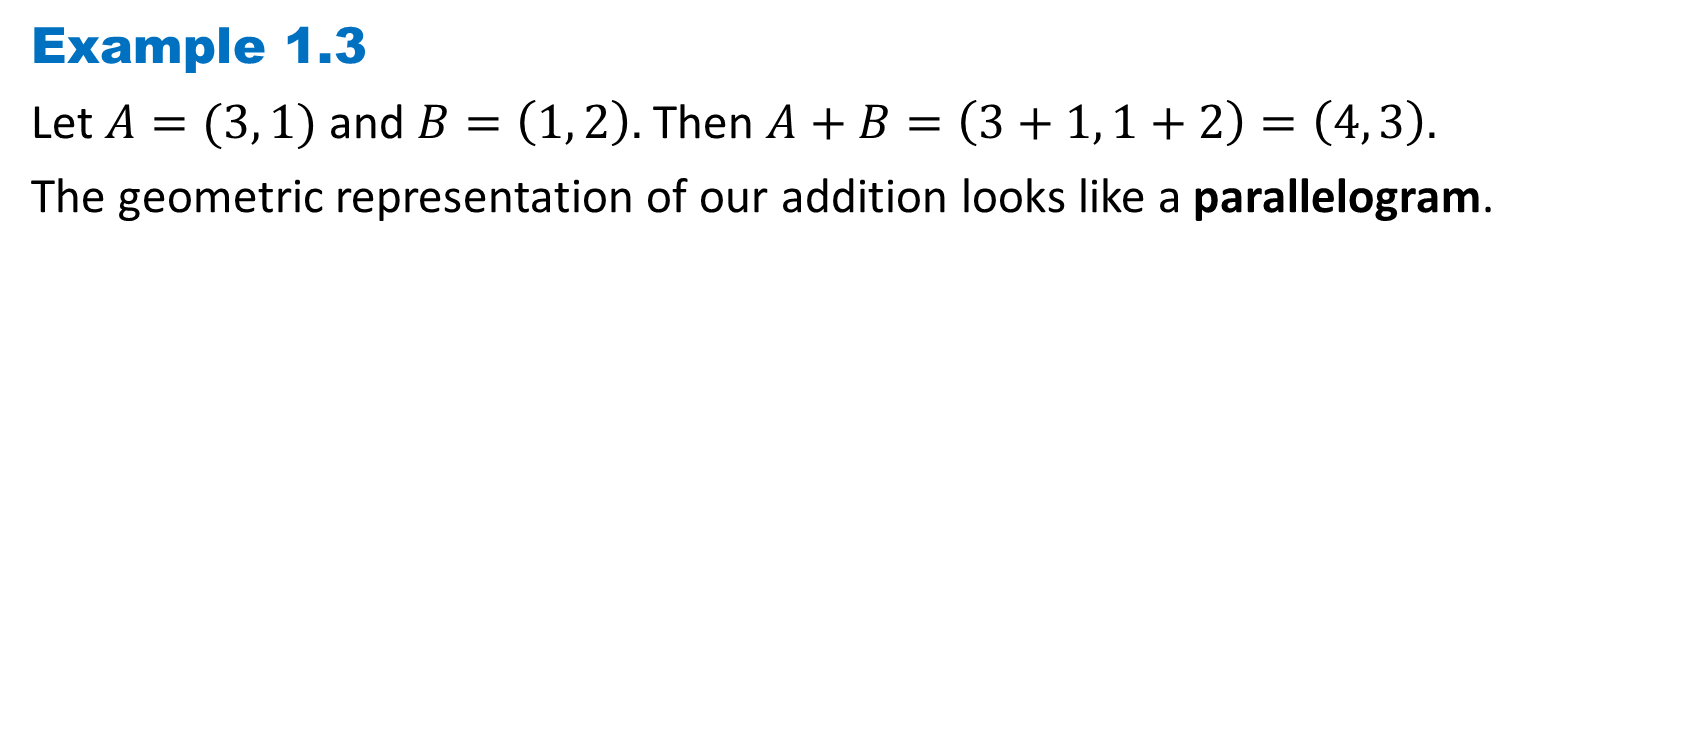 Example 1.3
Let A = (3, 1) and B = (1, 2). Then A + B = (3 + 1, 1 + 2) = (4, 3).
The geometric representation of our addition looks like a parallelogram.